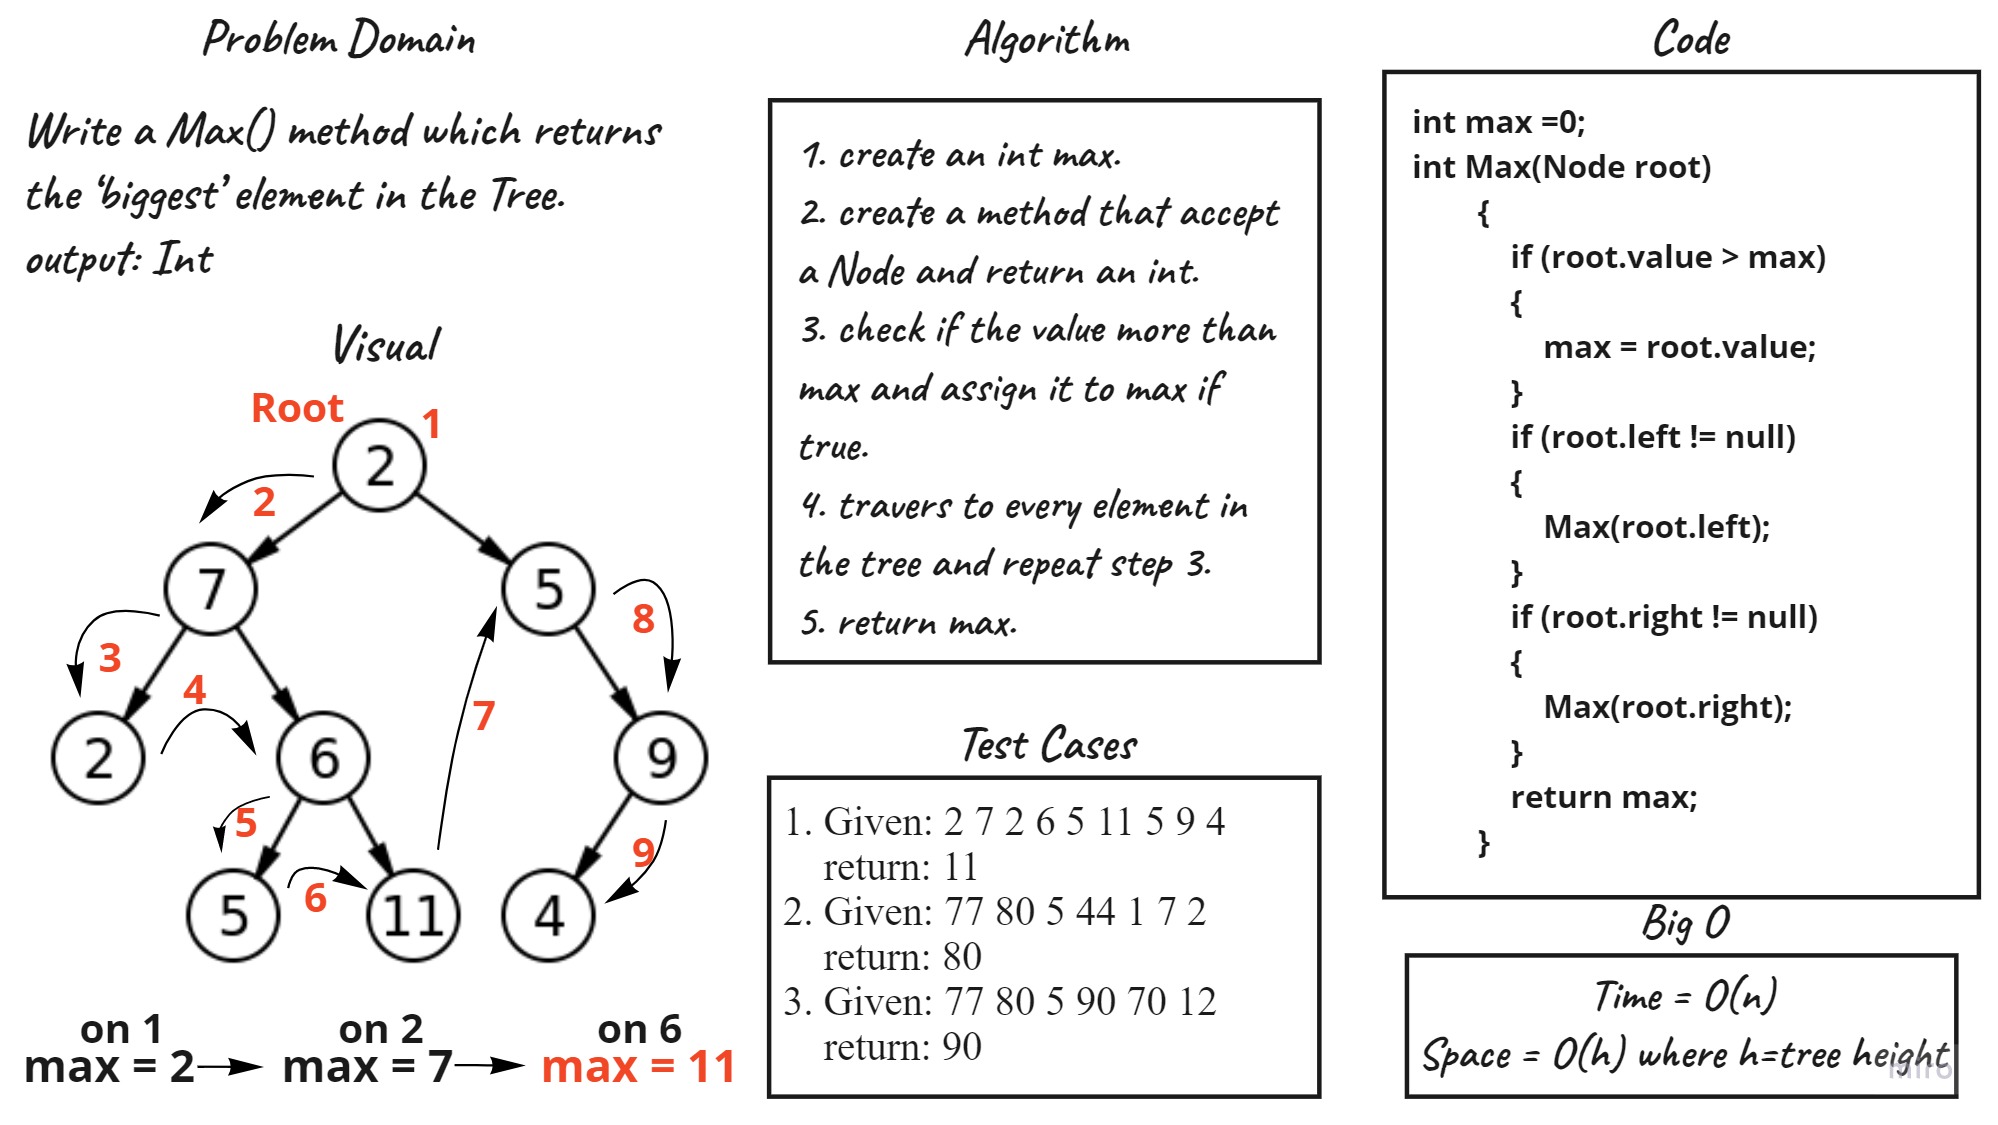 Problem Domain
Write a Max() method which returns
the ‘biggest’ element in the Tree.
output: Int
Visual
Root
1
2
2
7
5
3
4
8
7
2
6
9
5
6
9
5
11
4
on 1
max = 2
on 2
max = 7
on 6
max = 11
Algorithm
1. create an int max.
2. create a method that accept
a Node and return an int.
3. check if the value more than
max and assign it to max if
true.
4. travers to every element in
the tree and repeat step 3.
5. return max.
Test Cases
1. Given: 2 7 2 6 5 11 5 9 4
return: 11
2. Given: 77 80 5 44 1 7 2
return: 80
3. Given: 77 80 5 90 70 12
return: 90
Code
int max =0;
int Max(Node root)
{
if (root.value > max)
{
max = root.value;
}
if (root.left != null)
{
Max(root.left);
}
if (root.right != null)
{
Max(root.right);
}
return max;
}
Big O
Time = O(n)
Space = O(h) where h=tree height
miro